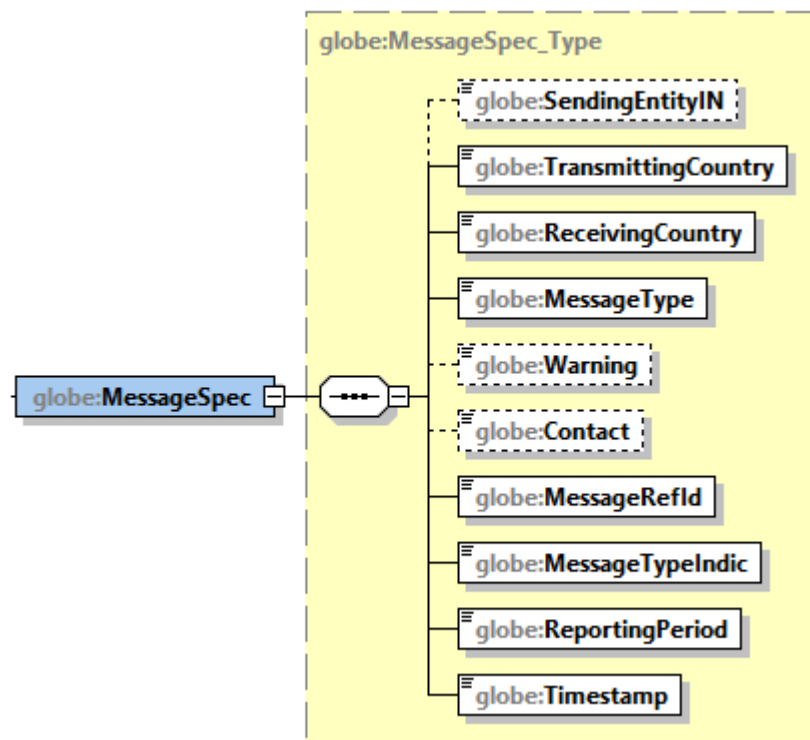 globe:MessageSpec_Type
globe:SendingEntityIN
globe:TransmittingCountry
globe:ReceivingCountry
globe:MessageType
globe:Warning
globe:MessageSpec
globe:Contact
globe:MessageRefId
globe:MessageTypeIndic
globe:ReportingPeriod
globe:Timestamp